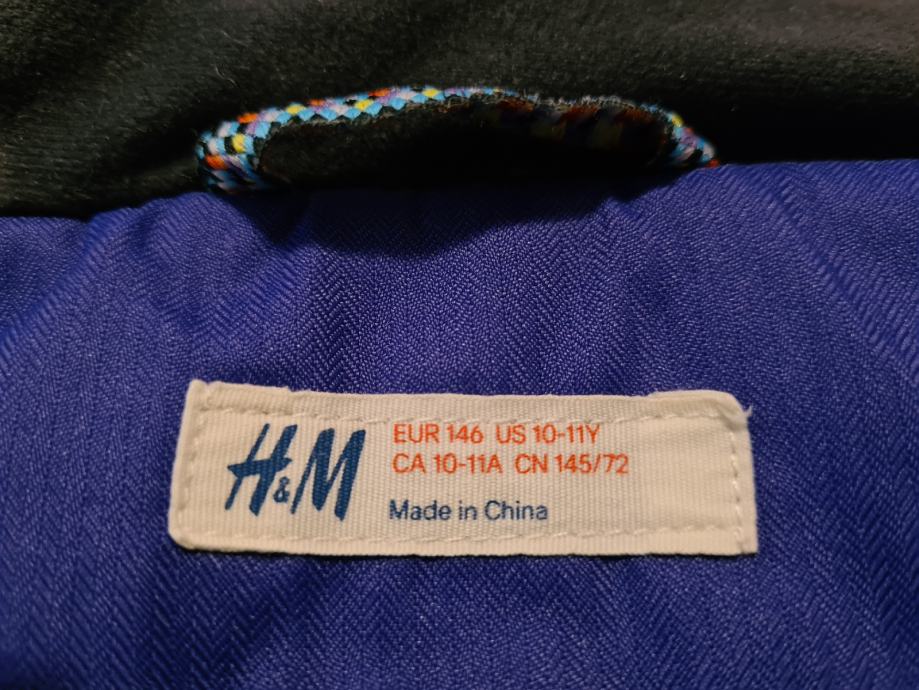 H&M
EUR 146 US 10-11Y
CA 10-11A CN 145/72
Made in China